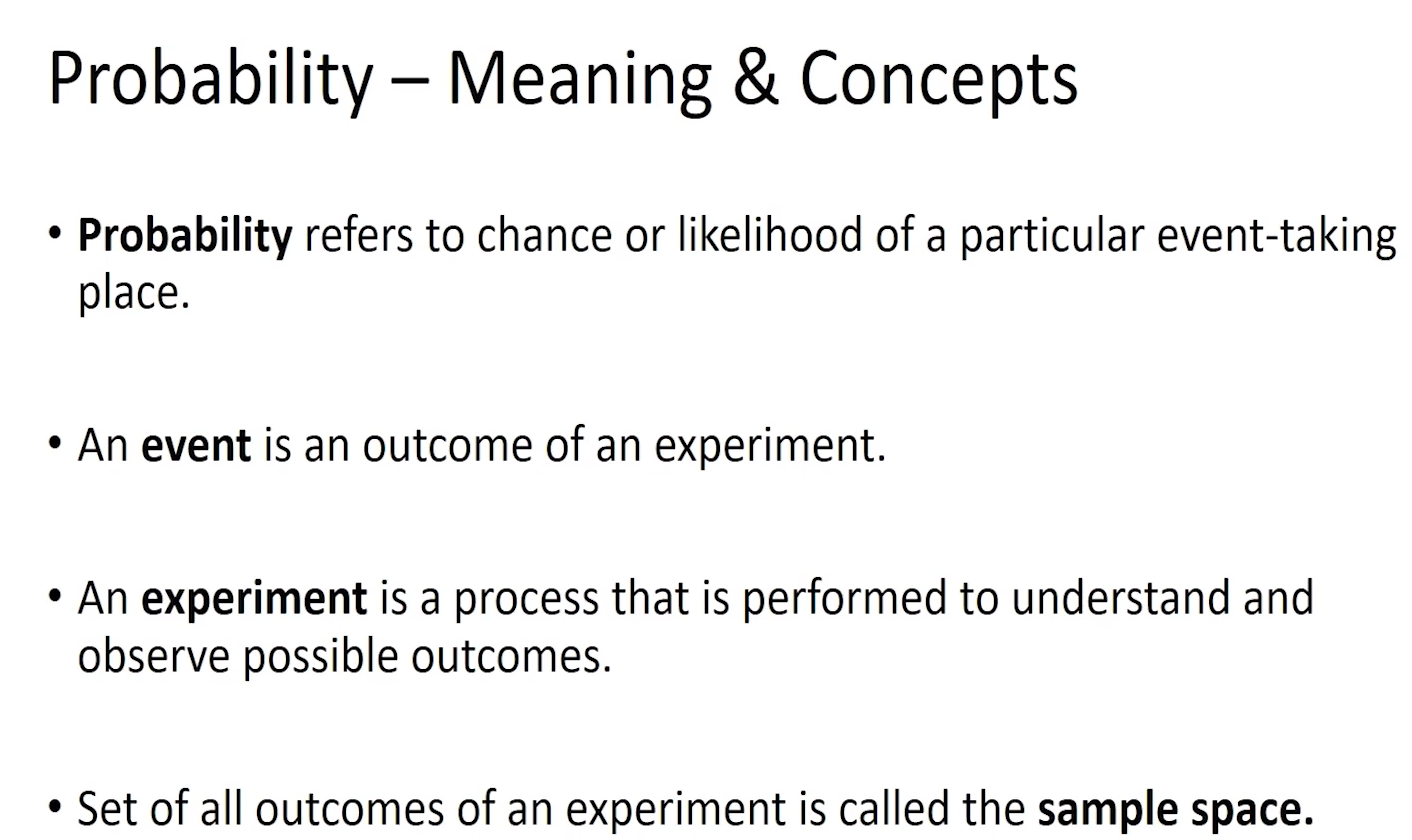 Probability – Meaning & Concepts
• Probability refers to chance or likelihood of a particular event-taking
place.
• An event is an outcome of an experiment.
• An experiment is a process that is performed to understand and
observe possible outcomes.
• Set of all outcomes of an experiment is called the sample space.